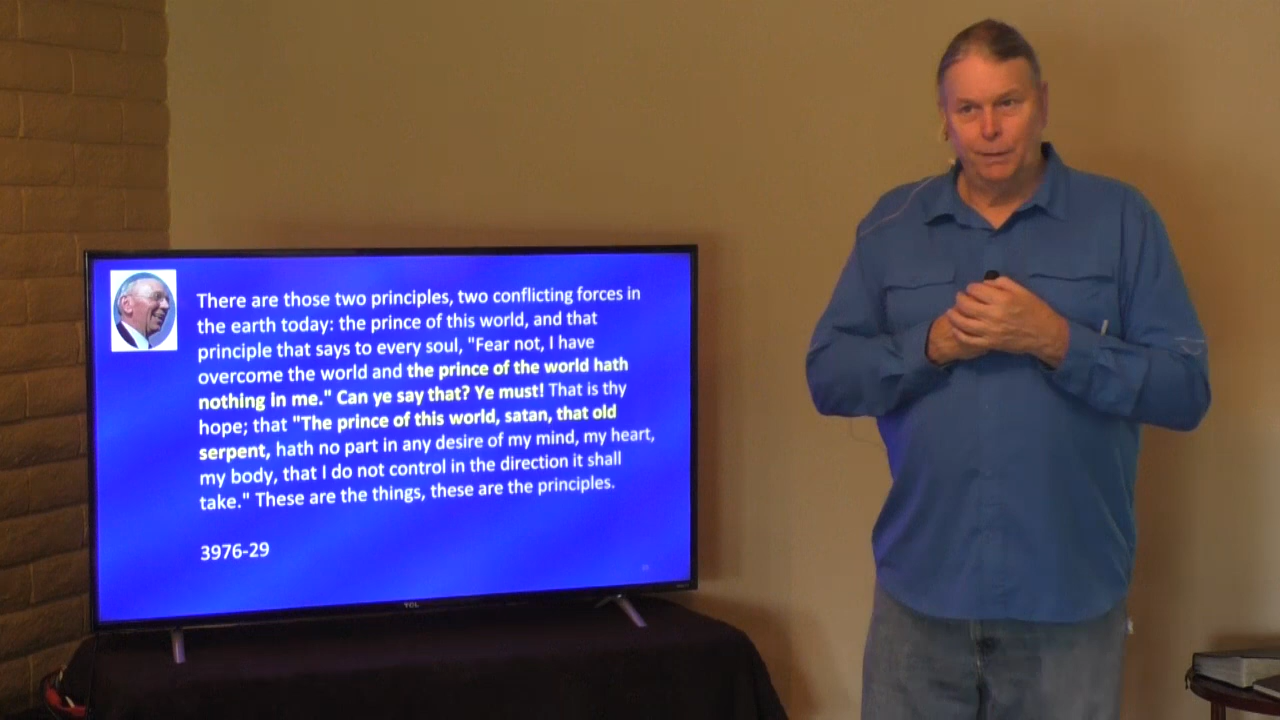 There are those two principles, two conflicting forces in
the earth today: the prince of this world, and that
principle that says to every soul, "Fear not, I have
overcome the world and the prince of the world hath
nothing in me." Can ye say that? Ye must! That is thy
hope; that "The prince of this world, satan, that old
serpent, hath no part in any desire of my mind, my heart,
my body, that I do not control in the direction it shall
take." These are the things, these are the principles.
3976-29
TCL